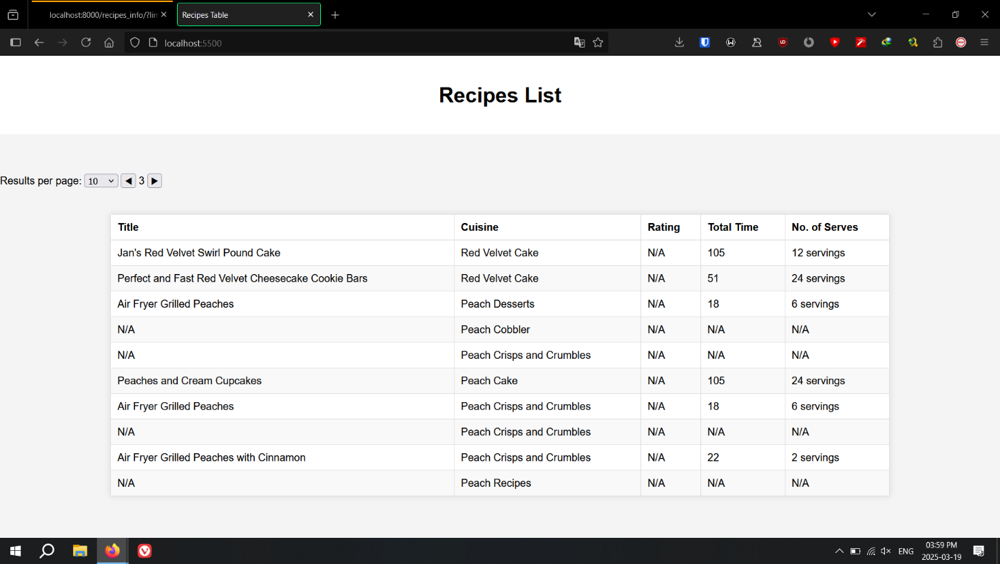 localhost:8000/recipes_info/?lin
Recipes Table
localhost:5500
Recipes List
Results per page: 10 ◀ 3 ▶
Title Cuisine Rating Total Time No. of Serves
Jan's Red Velvet Swirl Pound Cake Red Velvet Cake N/A 105 12 servings
Perfect and Fast Red Velvet Cheesecake Cookie Bars Red Velvet Cake N/A 51 24 servings
Air Fryer Grilled Peaches Peach Desserts N/A 18 6 servings
N/A Peach Cobbler N/A N/A N/A
N/A Peach Crisps and Crumbles N/A N/A N/A
Peaches and Cream Cupcakes Peach Cake N/A 105 24 servings
Air Fryer Grilled Peaches Peach Crisps and Crumbles N/A 18 6 servings
N/A Peach Crisps and Crumbles N/A N/A N/A
Air Fryer Grilled Peaches with Cinnamon Peach Crisps and Crumbles N/A 22 2 servings
N/A Peach Recipes N/A N/A N/A
ENG
03:59 PM
2025-03-19